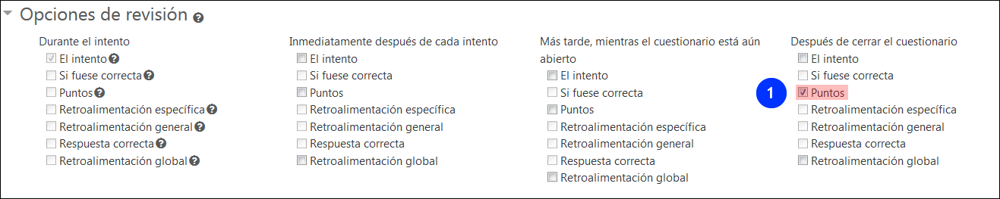 Opciones de revisión
Durante el intento
El intento
Si fuese correcta
Puntos
Retroalimentación específica
Retroalimentación general
Respuesta correcta
Retroalimentación global
Inmediatamente después de cada intento
El intento
Si fuese correcta
Puntos
Retroalimentación específica
Retroalimentación general
Respuesta correcta
Retroalimentación global
Más tarde, mientras el cuestionario está aún
abierto
El intento
Si fuese correcta
Puntos
Retroalimentación específica
Retroalimentación general
Respuesta correcta
Retroalimentación global
Después de cerrar el cuestionario
El intento
Si fuese correcta
1
Puntos
Retroalimentación específica
Retroalimentación general
Respuesta correcta
Retroalimentación global